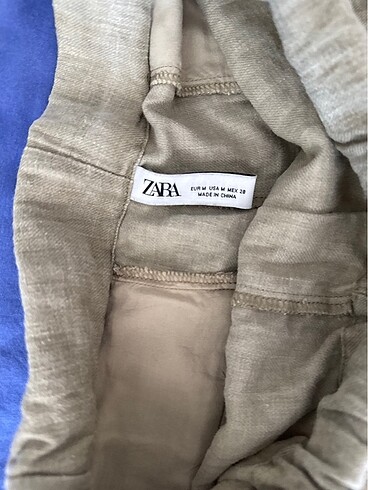 ZARA
EUR M USA M MEX 28
MADE IN CHINA